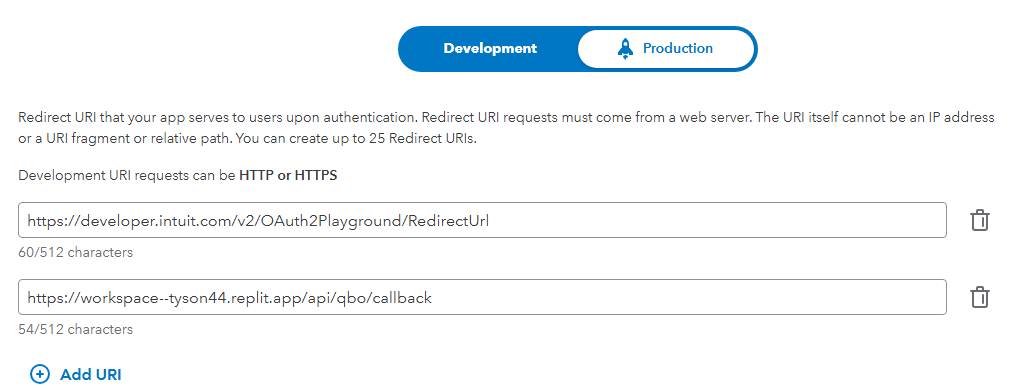 Development
Production
Redirect URI that your app serves to users upon authentication. Redirect URI requests must come from a web server. The URI itself cannot be an IP address
or a URI fragment or relative path. You can create up to 25 Redirect URIs.
Development URI requests can be HTTP or HTTPS
https://developer.intuit.com/v2/OAuth2Playground/RedirectUrl
60/512 characters
https://workspace--tyson44.replit.app/api/qbo/callback
54/512 characters
Add URI